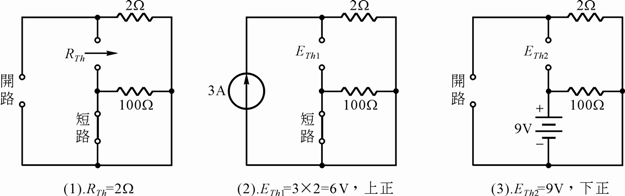 2Ω
R_Th
開路
100Ω
短路
(1).R_Th=2Ω
2Ω
E_Th1
3A
100Ω
短路
(2).E_Th1=3×2=6V，上正
2Ω
E_Th2
開路
100Ω
+
9V
−
(3).E_Th2=9V，下正